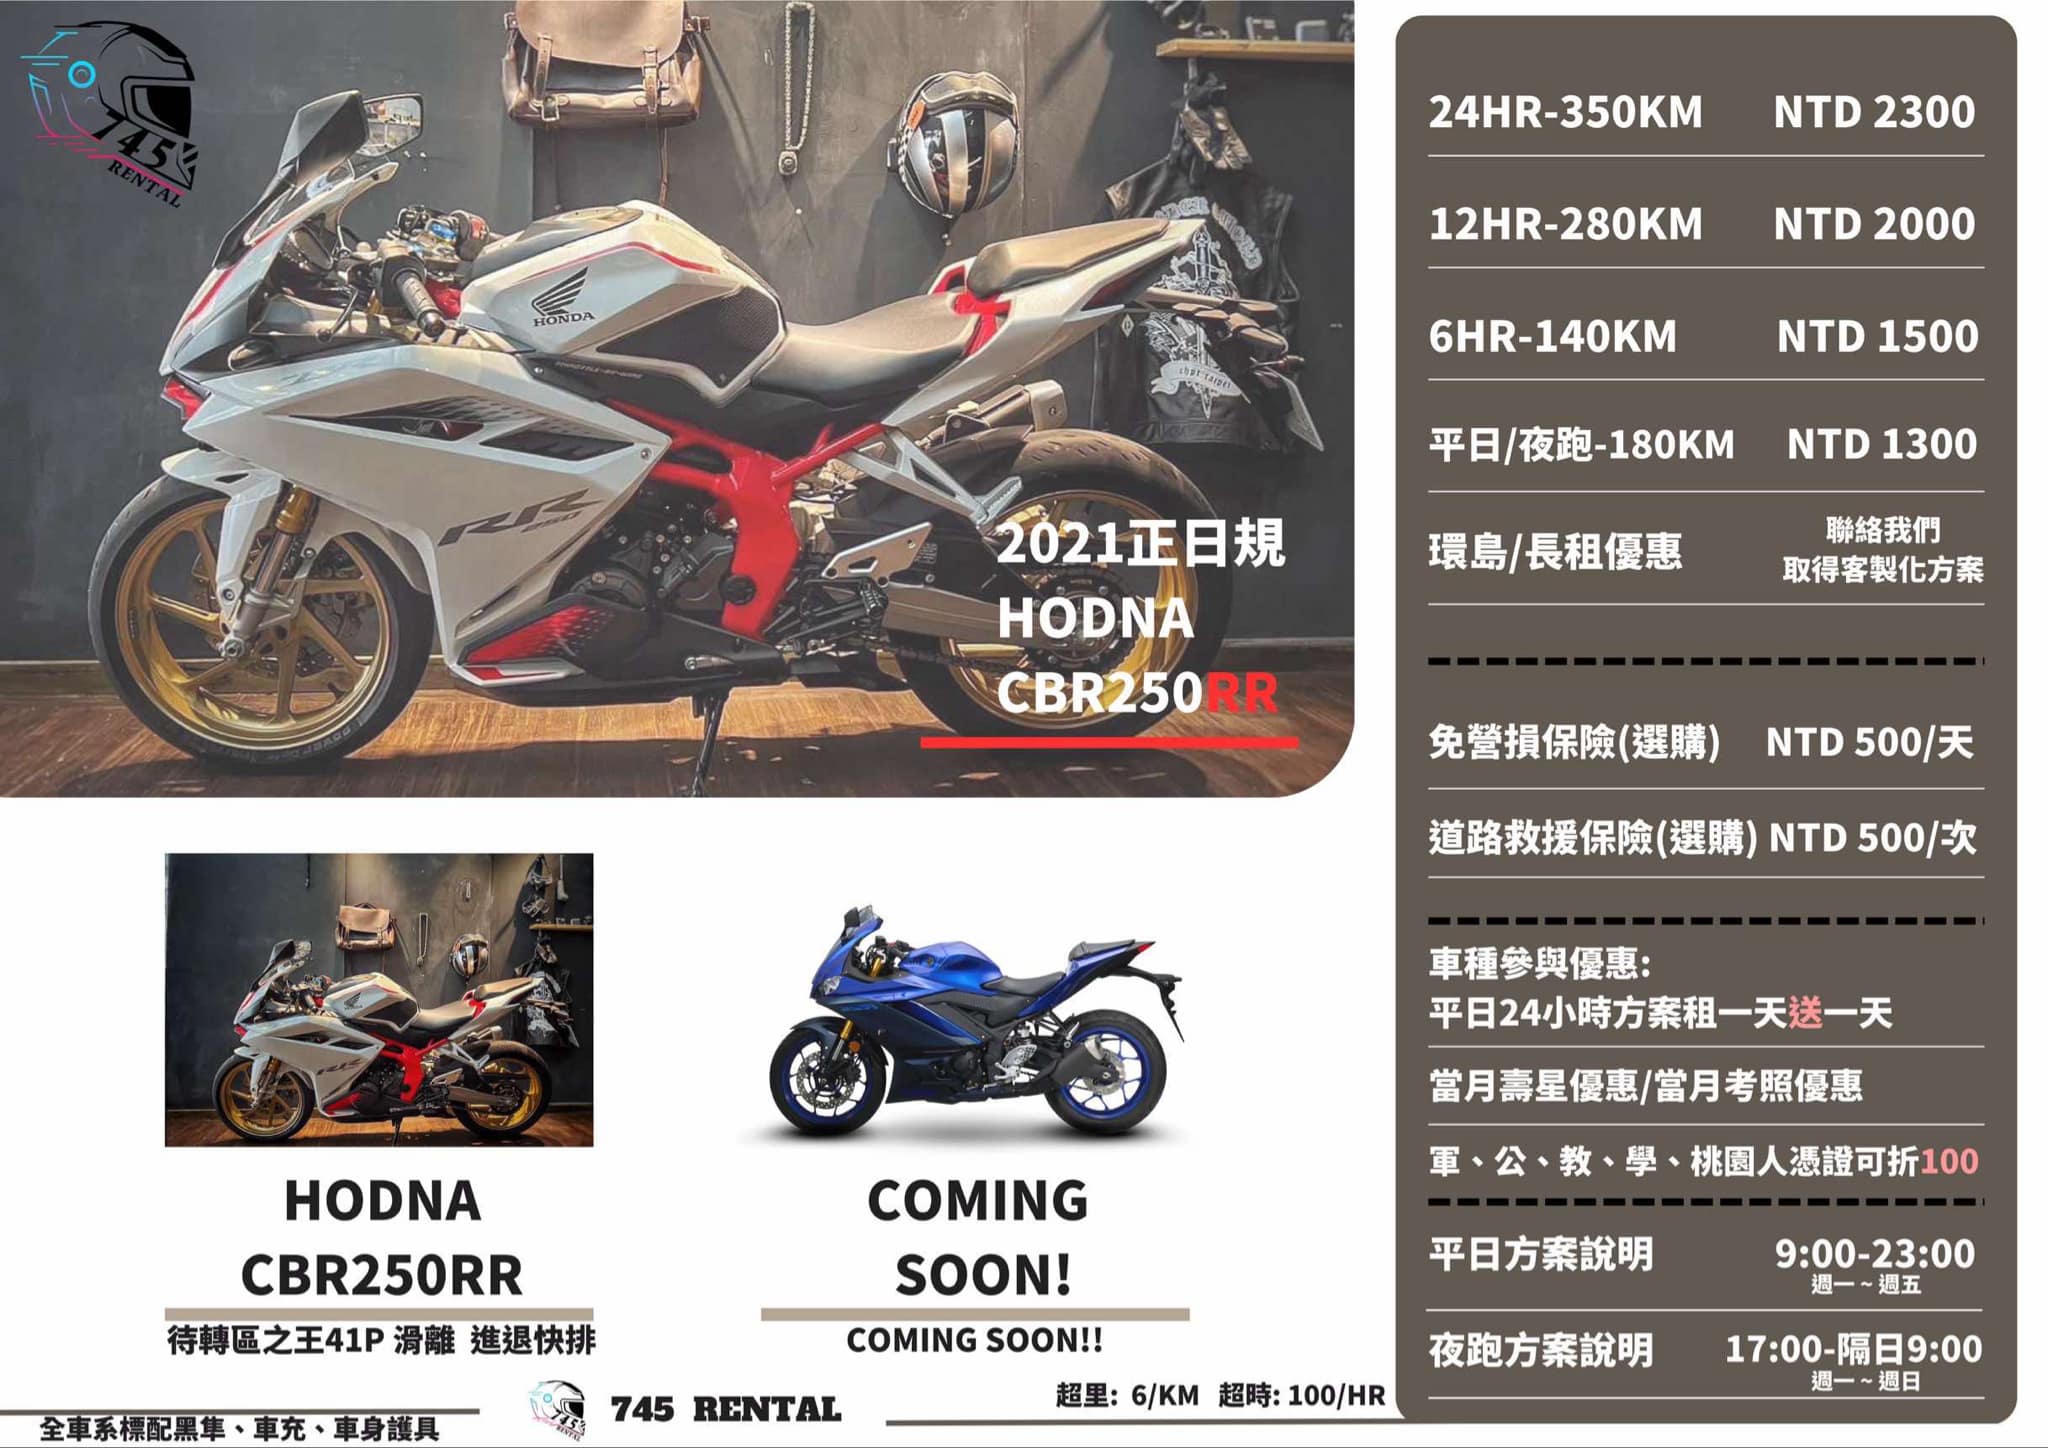 745
RENTAL
HONDA
RR
250
chpt taipei
2021正日規
HODNA
CBR250RR
24HR-350KM NTD 2300
12HR-280KM NTD 2000
6HR-140KM NTD 1500
平日/夜跑-180KM NTD 1300
環島/長租優惠 聯絡我們
取得客製化方案
免營損保險(選購) NTD 500/天
道路救援保險(選購) NTD 500/次
車種參與優惠:
平日24小時方案租一天送一天
當月壽星優惠/當月考照優惠
軍、公、教、學、桃園人憑證可折100
平日方案說明 9:00-23:00
週一 ~ 週五
夜跑方案說明 17:00-隔日9:00
週一 ~ 週日
HODNA
CBR250RR
待轉區之王41P 滑離 進退快排
COMING
SOON!
COMING SOON!!
全車系標配黑隼、車充、車身護具
745
RENTAL
745 RENTAL
超里: 6/KM 超時: 100/HR